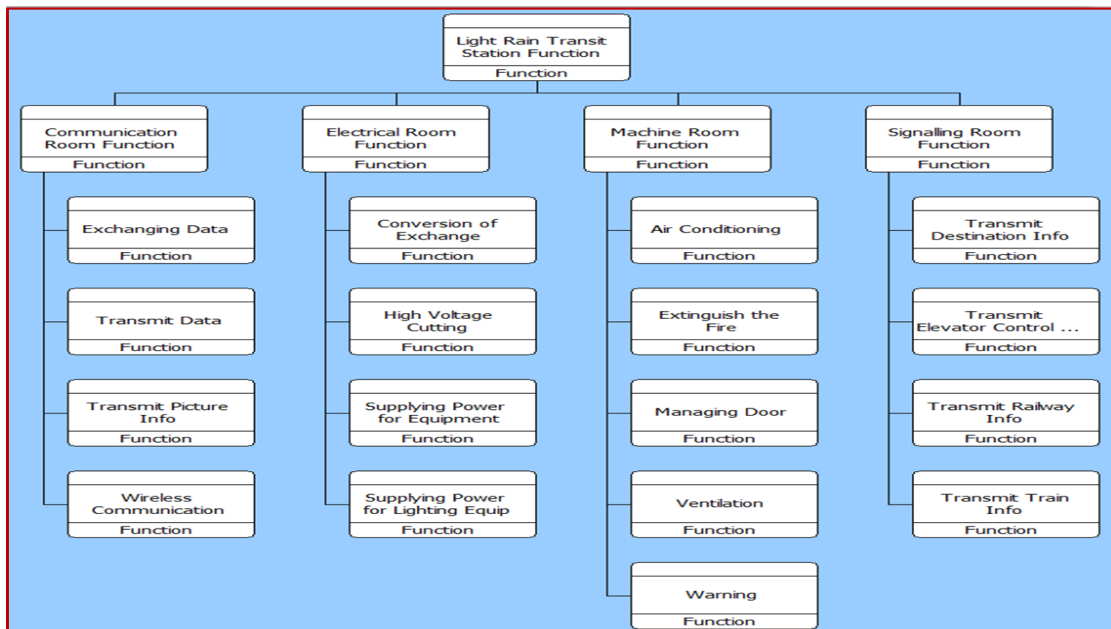 Light Rain Transit
Station Function
Function
Communication
Room Function
Function
Electrical Room
Function
Function
Machine Room
Function
Function
Signalling Room
Function
Function
Exchanging Data
Function
Transmit Data
Function
Transmit Picture
Info
Function
Wireless
Communication
Function
Conversion of
Exchange
Function
High Voltage
Cutting
Function
Supplying Power
for Equipment
Function
Supplying Power
for Lighting Equip
Function
Air Conditioning
Function
Extinguish the
Fire
Function
Managing Door
Function
Ventilation
Function
Warning
Function
Transmit
Destination Info
Function
Transmit
Elevator Control ...
Function
Transmit Railway
Info
Function
Transmit Train
Info
Function